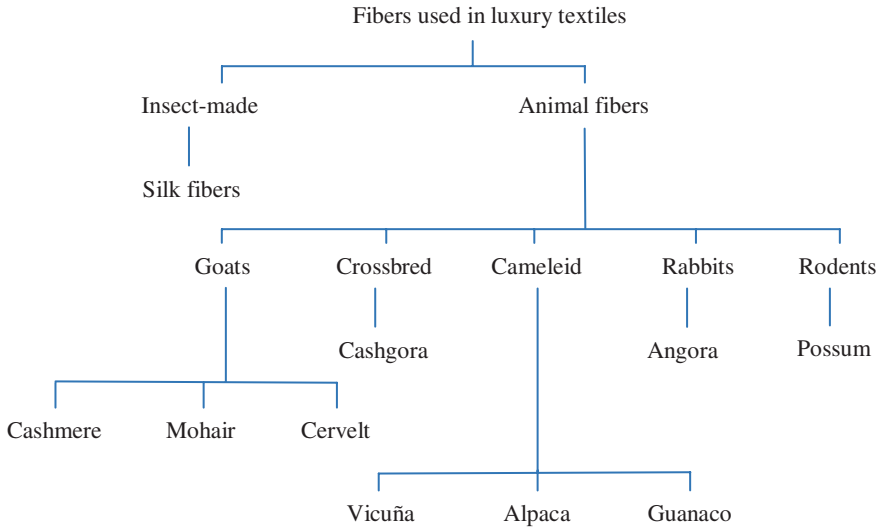 Fibers used in luxury textiles
Insect-made
Animal fibers
Silk fibers
Goats
Crossbred
Cameleid
Rabbits
Rodents
Cashgora
Angora
Possum
Cashmere
Mohair
Cervelt
Vicuña
Alpaca
Guanaco